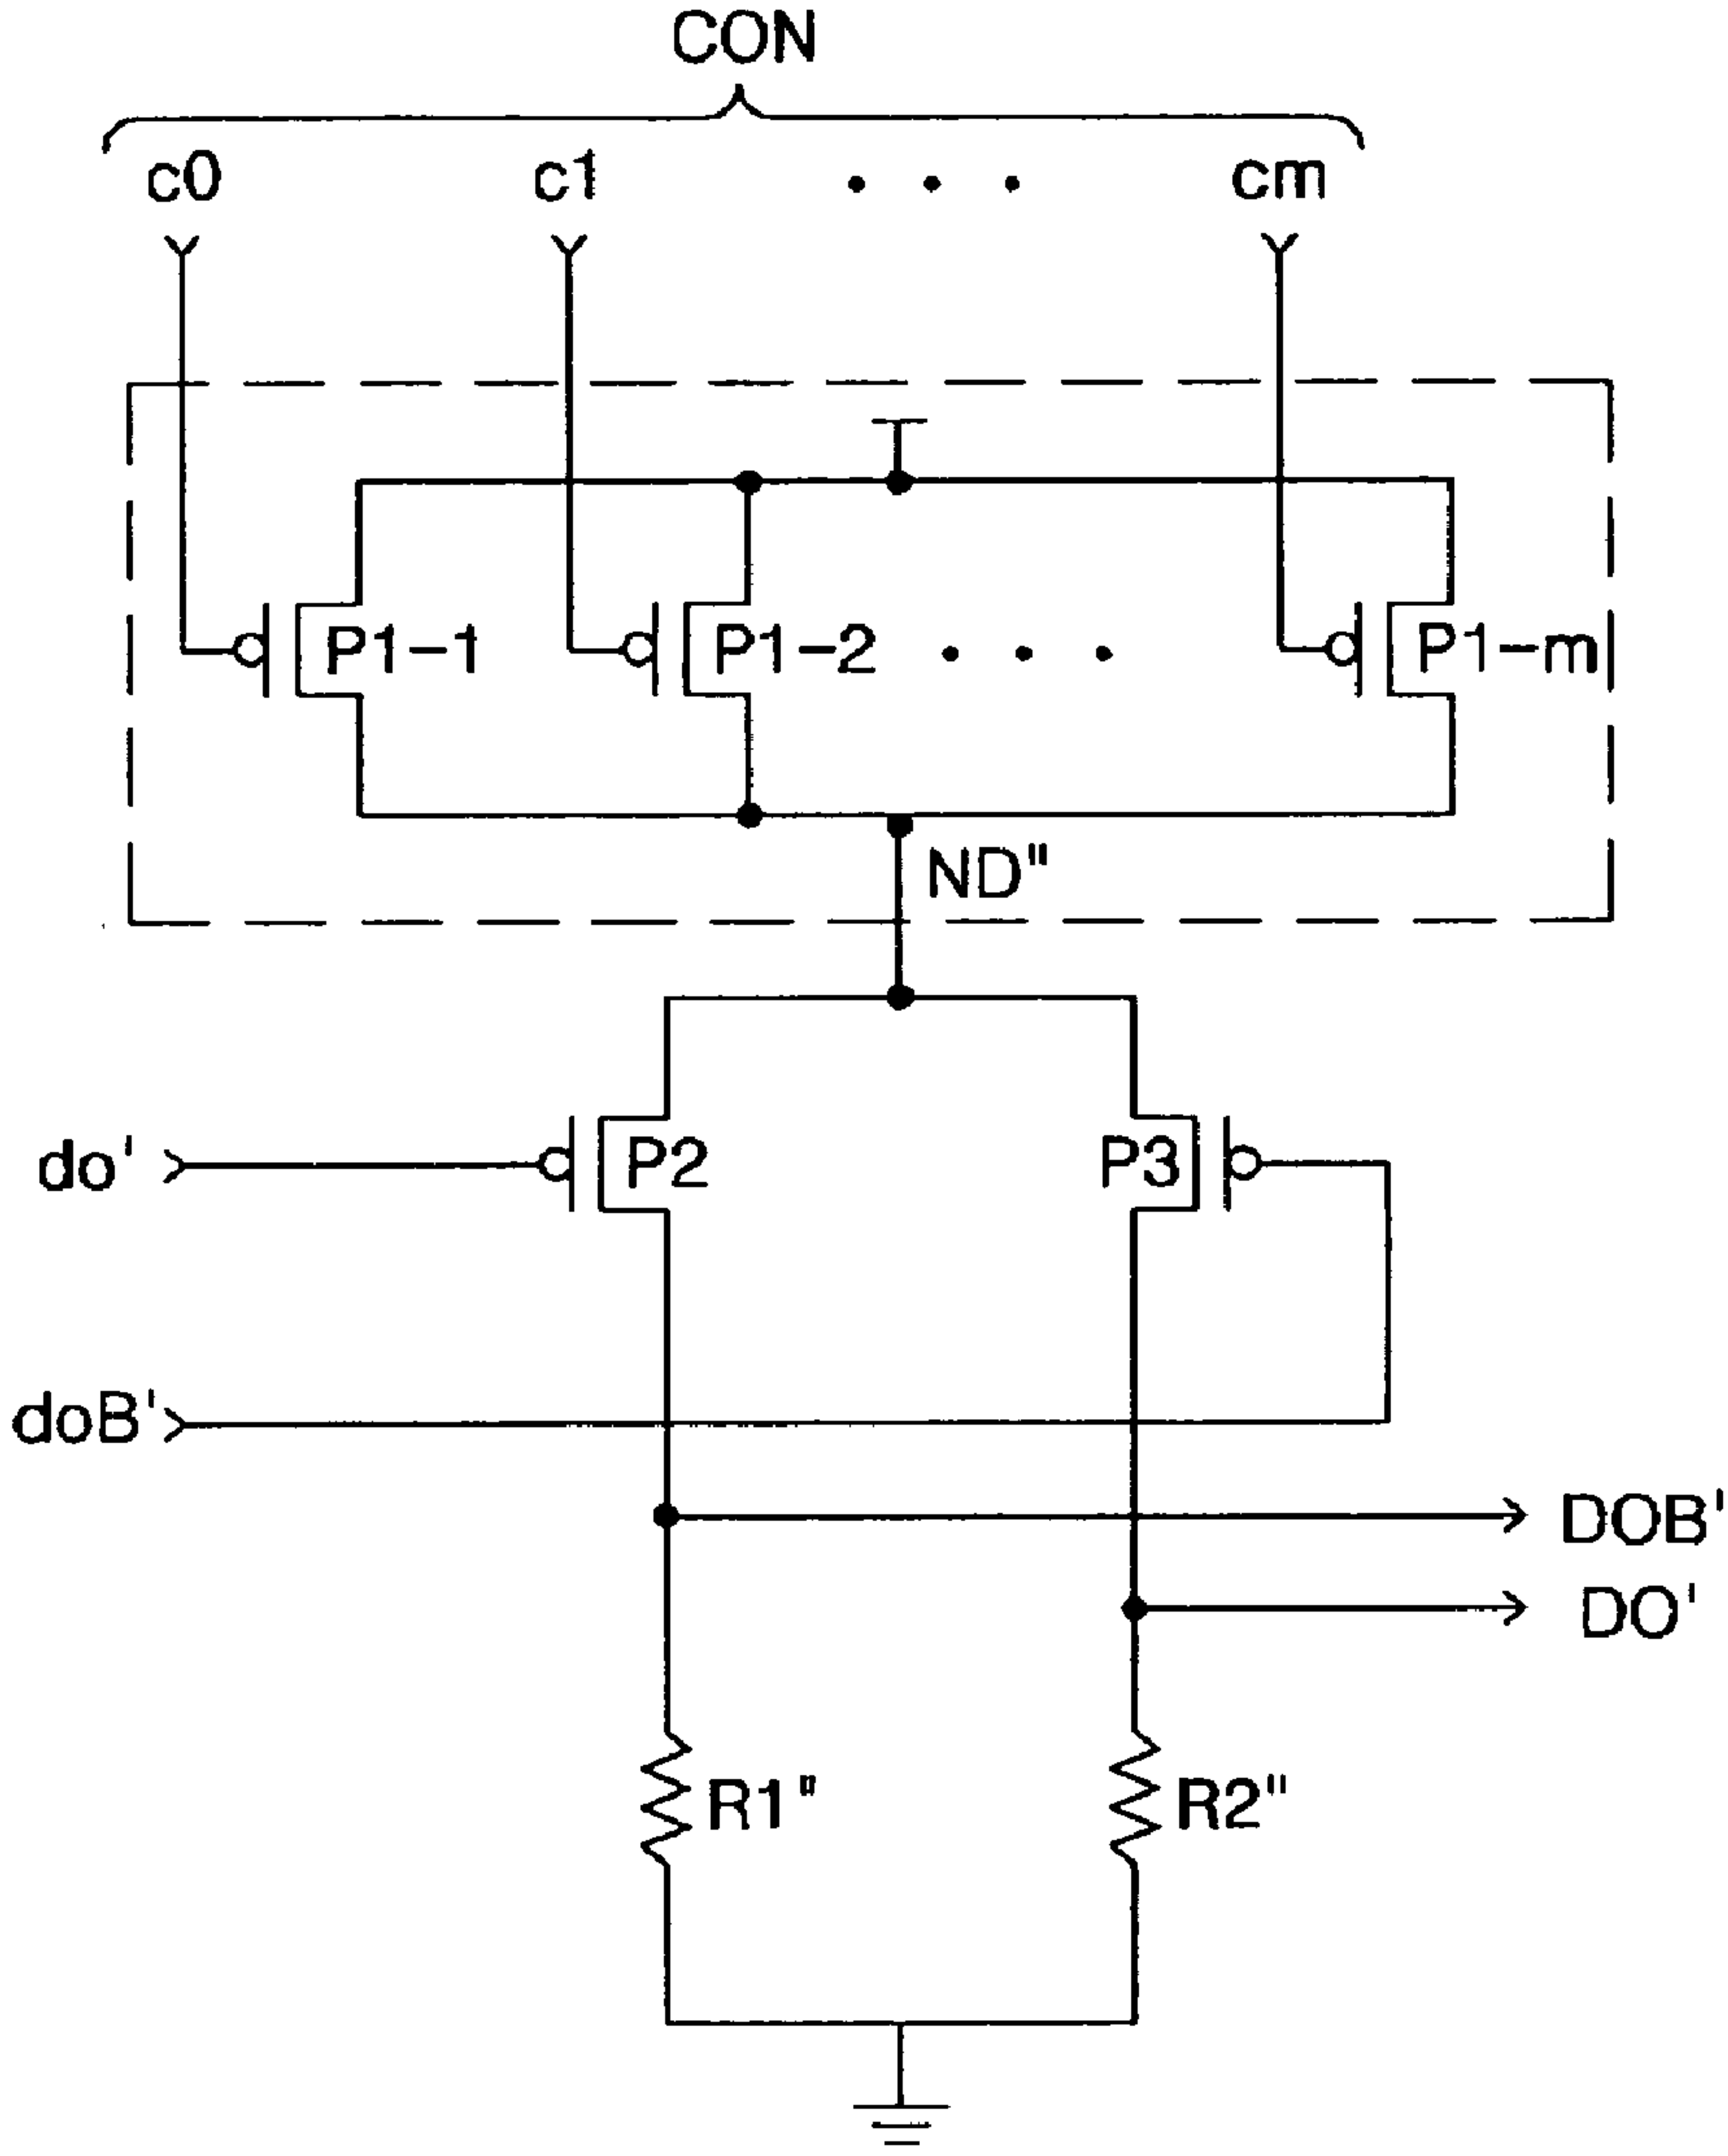 CON
c0 c1 . . . cm
P1-1 P1-2 . . . P1-m
ND"
do' P2 P3
doB'
DOB'
DO'
R1" R2"